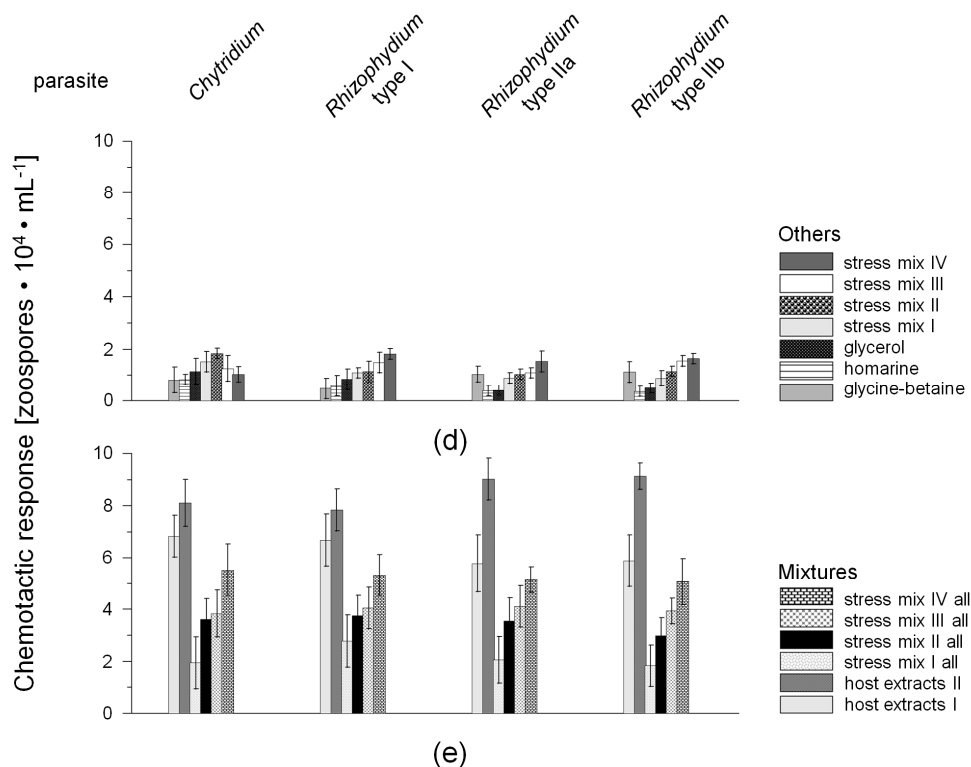 parasite
Chytridium
Rhizophydium
type I
Rhizophydium
type IIa
Rhizophydium
type IIb
Chemotactic response [zoospores • 10⁴ • mL⁻¹]
10
8
6
4
2
0
(d)
Others
stress mix IV
stress mix III
stress mix II
stress mix I
glycerol
homarine
glycine-betaine
10
8
6
4
2
0
(e)
Mixtures
stress mix IV all
stress mix III all
stress mix II all
stress mix I all
host extracts II
host extracts I